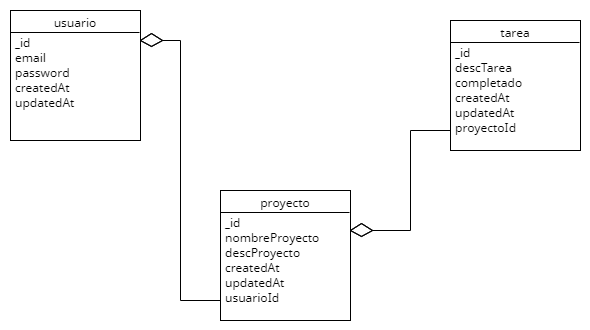 usuario
_id
email
password
createdAt
updatedAt
tarea
_id
descTarea
completado
createdAt
updatedAt
proyectoId
proyecto
_id
nombreProyecto
descProyecto
createdAt
updatedAt
usuarioId